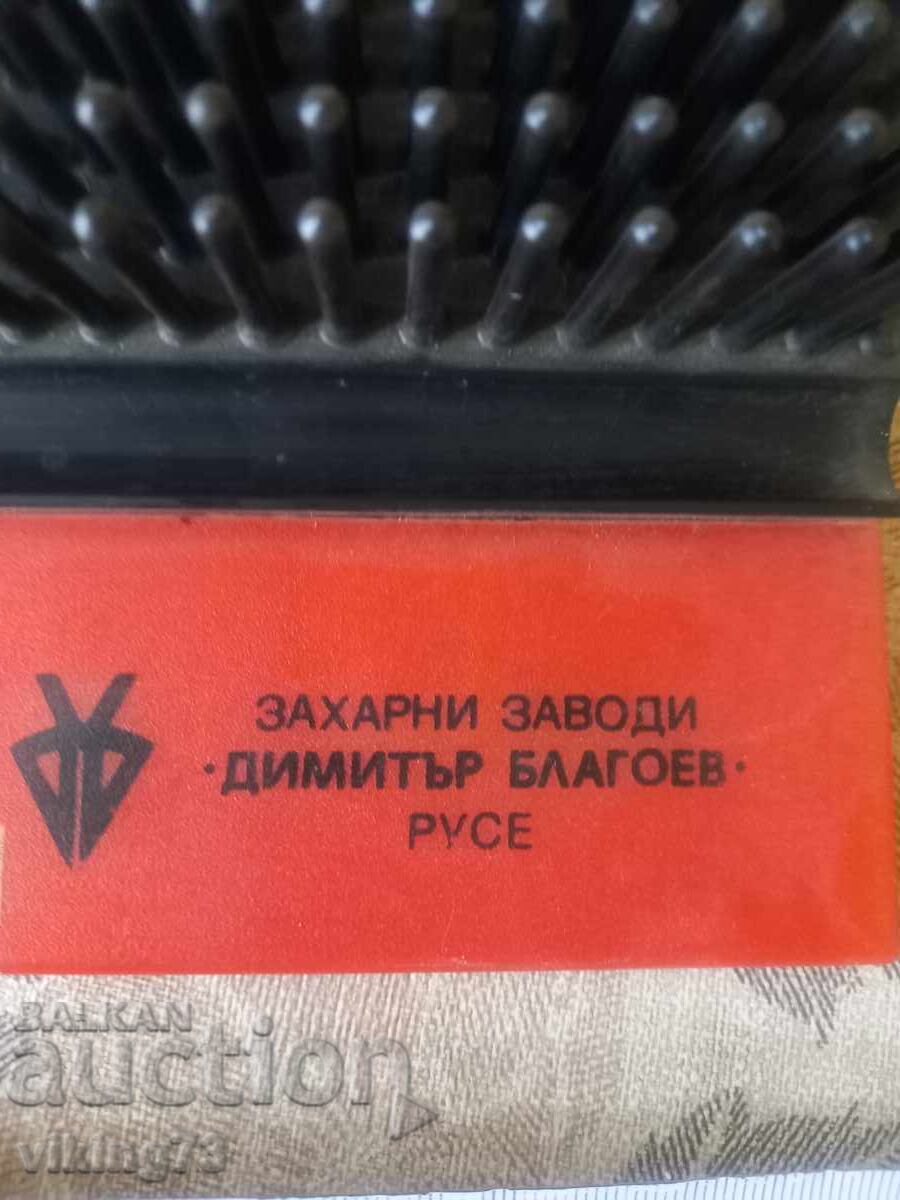 ЗАХАРНИ ЗАВОДИ
·ДИМИТЪР БЛАГОЕВ·
РУСЕ
BALKAN
auction
viking73